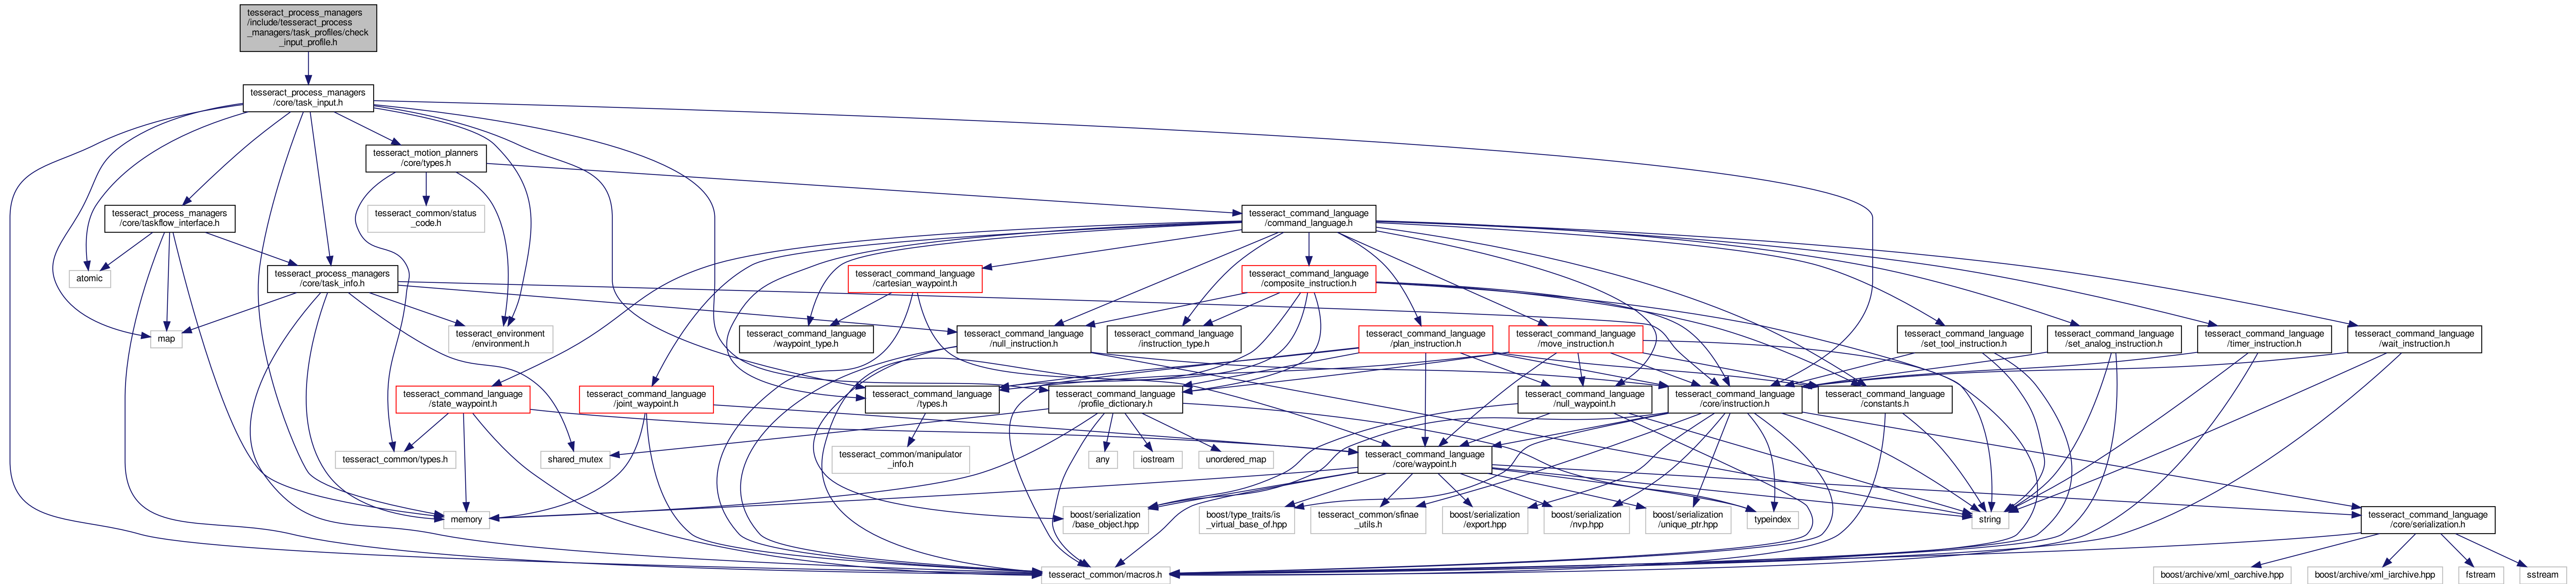 tesseract_process_managers
/include/tesseract_process
_managers/task_profiles/check
_input_profile.h
tesseract_process_managers
/core/task_input.h
tesseract_motion_planners
/core/types.h
tesseract_process_managers
/core/taskflow_interface.h
tesseract_common/status
_code.h
tesseract_command_language
/command_language.h
atomic
tesseract_process_managers
/core/task_info.h
tesseract_command_language
/cartesian_waypoint.h
tesseract_command_language
/composite_instruction.h
map
tesseract_environment
/environment.h
tesseract_command_language
/waypoint_type.h
tesseract_command_language
/null_instruction.h
tesseract_command_language
/instruction_type.h
tesseract_command_language
/plan_instruction.h
tesseract_command_language
/move_instruction.h
tesseract_command_language
/set_tool_instruction.h
tesseract_command_language
/set_analog_instruction.h
tesseract_command_language
/timer_instruction.h
tesseract_command_language
/wait_instruction.h
tesseract_command_language
/state_waypoint.h
tesseract_command_language
/joint_waypoint.h
tesseract_command_language
/types.h
tesseract_command_language
/profile_dictionary.h
tesseract_command_language
/null_waypoint.h
tesseract_command_language
/core/instruction.h
tesseract_command_language
/constants.h
tesseract_common/types.h
shared_mutex
tesseract_common/manipulator
_info.h
any
iostream
unordered_map
tesseract_command_language
/core/waypoint.h
memory
boost/serialization
/base_object.hpp
boost/type_traits/is
_virtual_base_of.hpp
tesseract_common/sfinae
_utils.h
boost/serialization
/export.hpp
boost/serialization
/nvp.hpp
boost/serialization
/unique_ptr.hpp
typeindex
string
tesseract_command_language
/core/serialization.h
tesseract_common/macros.h
boost/archive/xml_oarchive.hpp
boost/archive/xml_iarchive.hpp
fstream
sstream